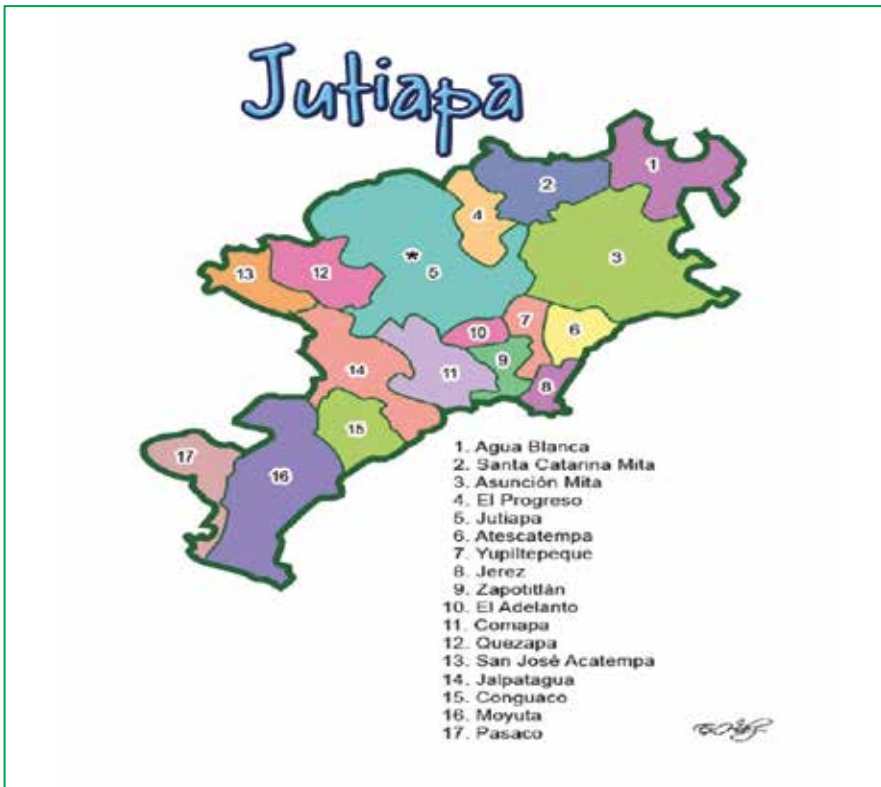 Jutiapa
1
2
4
3
5
*
13
12
7
6
10
9
14
11
8
15
17
16
1. Agua Blanca
2. Santa Catarina Mita
3. Asunción Mita
4. El Progreso
5. Jutiapa
6. Atescatempa
7. Yupiltepeque
8. Jerez
9. Zapotitlán
10. El Adelanto
11. Comapa
12. Quezapa
13. San José Acatempa
14. Jalpatagua
15. Conguaco
16. Moyuta
17. Pasaco